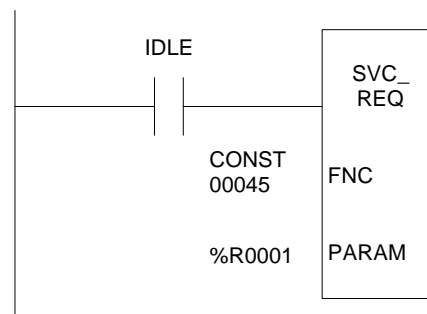 IDLE
SVC_
REQ
CONST
00045
FNC
%R0001
PARAM